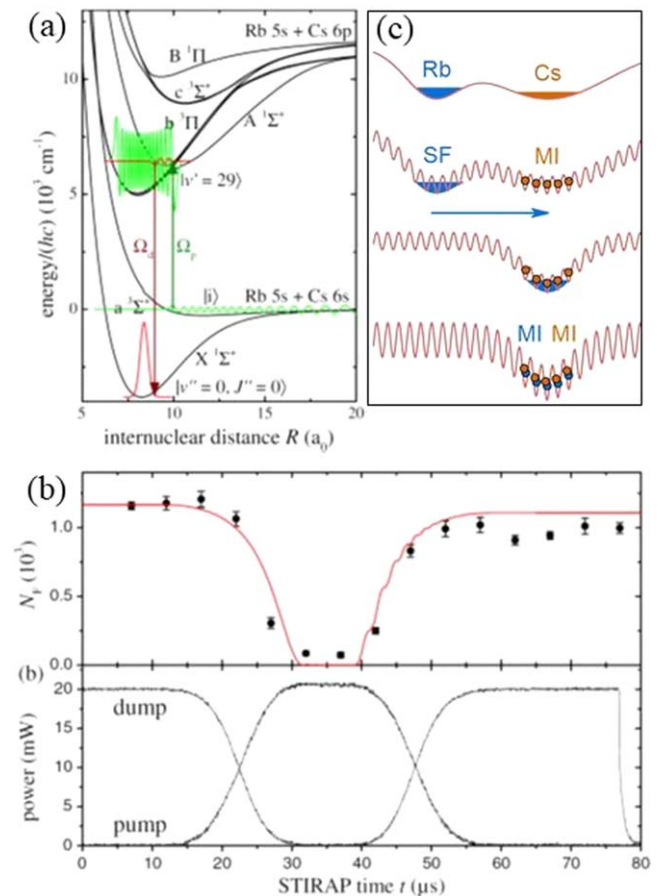 (a)
Rb 5s + Cs 6p
B ¹Π
c ³Σ⁺
b ³Π
A ¹Σ⁺
|v' = 29⟩
Ω_d
Ω_p
|i⟩
Rb 5s + Cs 6s
a ³Σ⁺
X ¹Σ⁺
|v'' = 0, J'' = 0⟩
energy/(hc) (10³ cm⁻¹)
10
5
0
5
10
15
20
internuclear distance R (a₀)
(c)
Rb Cs
SF MI
MI MI
(b)
N_F (10³)
1.0
0.5
0.0
(b)
power (mW)
20
15
10
5
0
dump
pump
0 10 20 30 40 50 60 70 80
STIRAP time t (µs)